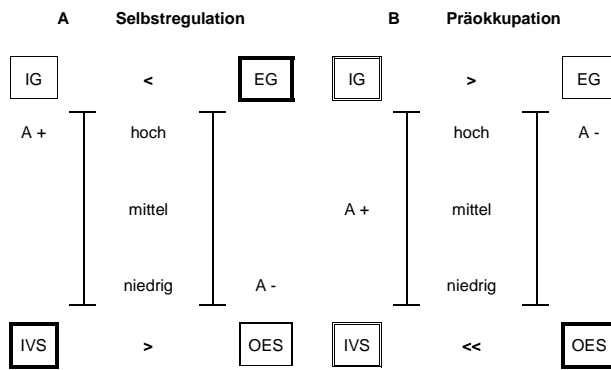 A Selbstregulation B Präokkupation
IG < EG IG > EG
A + hoch hoch A -
mittel A + mittel
niedrig A - niedrig
IVS > OES IVS << OES